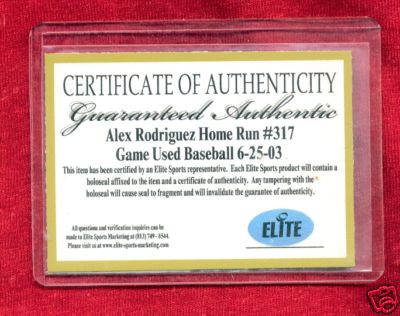 CERTIFICATE OF AUTHENTICITY
Guaranteed Authentic
Alex Rodriguez Home Run #317
Game Used Baseball 6-25-03
This item has been certified by an Elite Sports representative. Each Elite Sports product will contain a
holoseal affixed to the item and a certificate of authenticity. Any tampering with the
holoseal will cause seal to fragment and will invalidate the guarantee of authenticity.
All questions and verification inquiries can be
made to Elite Sports Marketing at (813) 749 - 8544.
Please visit us at www.elite-sports-marketing.com.
ELITE